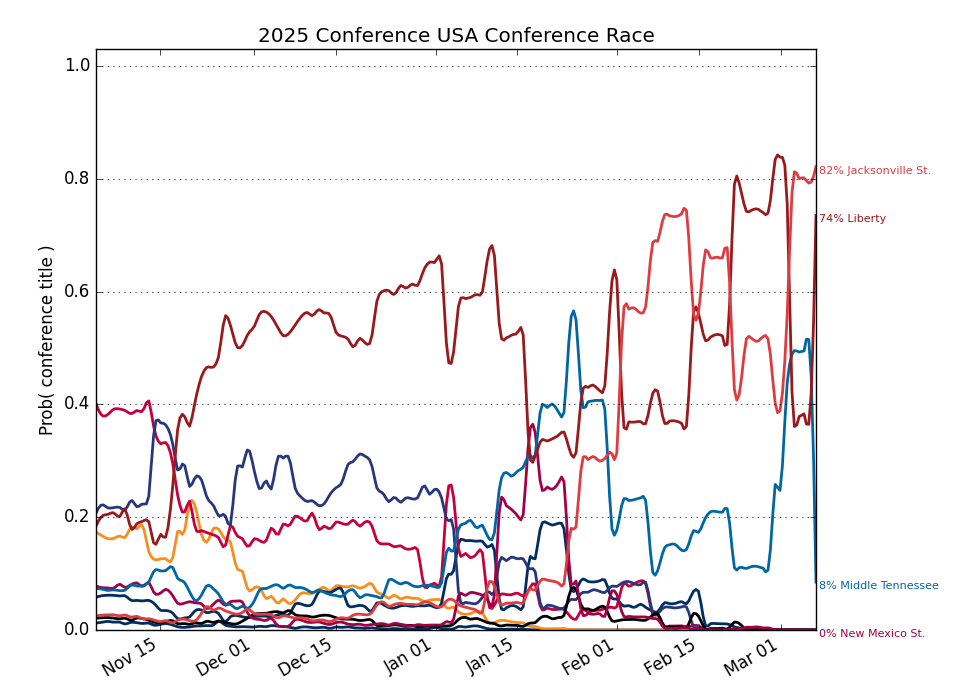 2025 Conference USA Conference Race
1.0
0.8
0.6
0.4
0.2
0.0
Prob( conference title )
82% Jacksonville St.
74% Liberty
8% Middle Tennessee
0% New Mexico St.
Nov 15
Dec 01
Dec 15
Jan 01
Jan 15
Feb 01
Feb 15
Mar 01